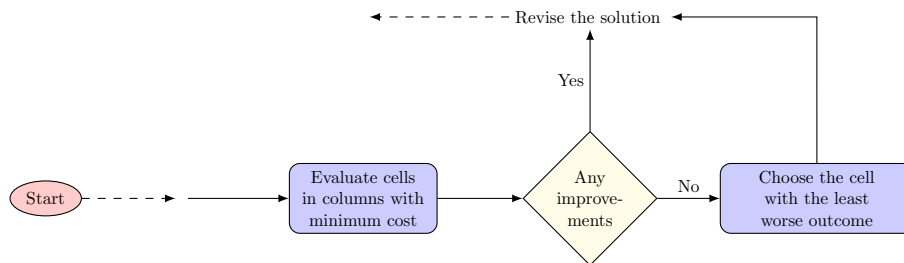 Revise the solution
Yes
Start
Evaluate cells
in columns with
minimum cost
Any
improve-
ments
No
Choose the cell
with the least
worse outcome